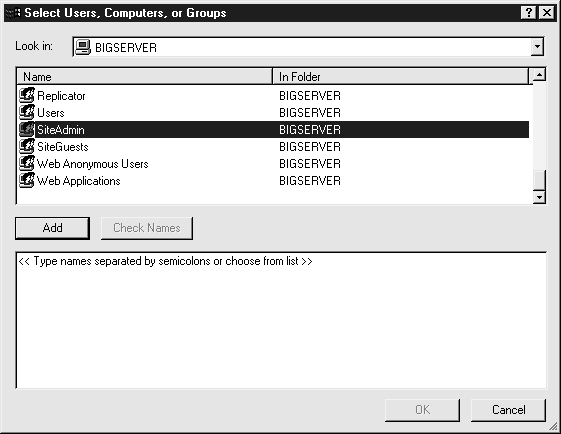 Select Users, Computers, or Groups
Look in: BIGSERVER
Name In Folder
Replicator BIGSERVER
Users BIGSERVER
SiteAdmin BIGSERVER
SiteGuests BIGSERVER
Web Anonymous Users BIGSERVER
Web Applications BIGSERVER
Add Check Names
<< Type names separated by semicolons or choose from list >>
OK Cancel